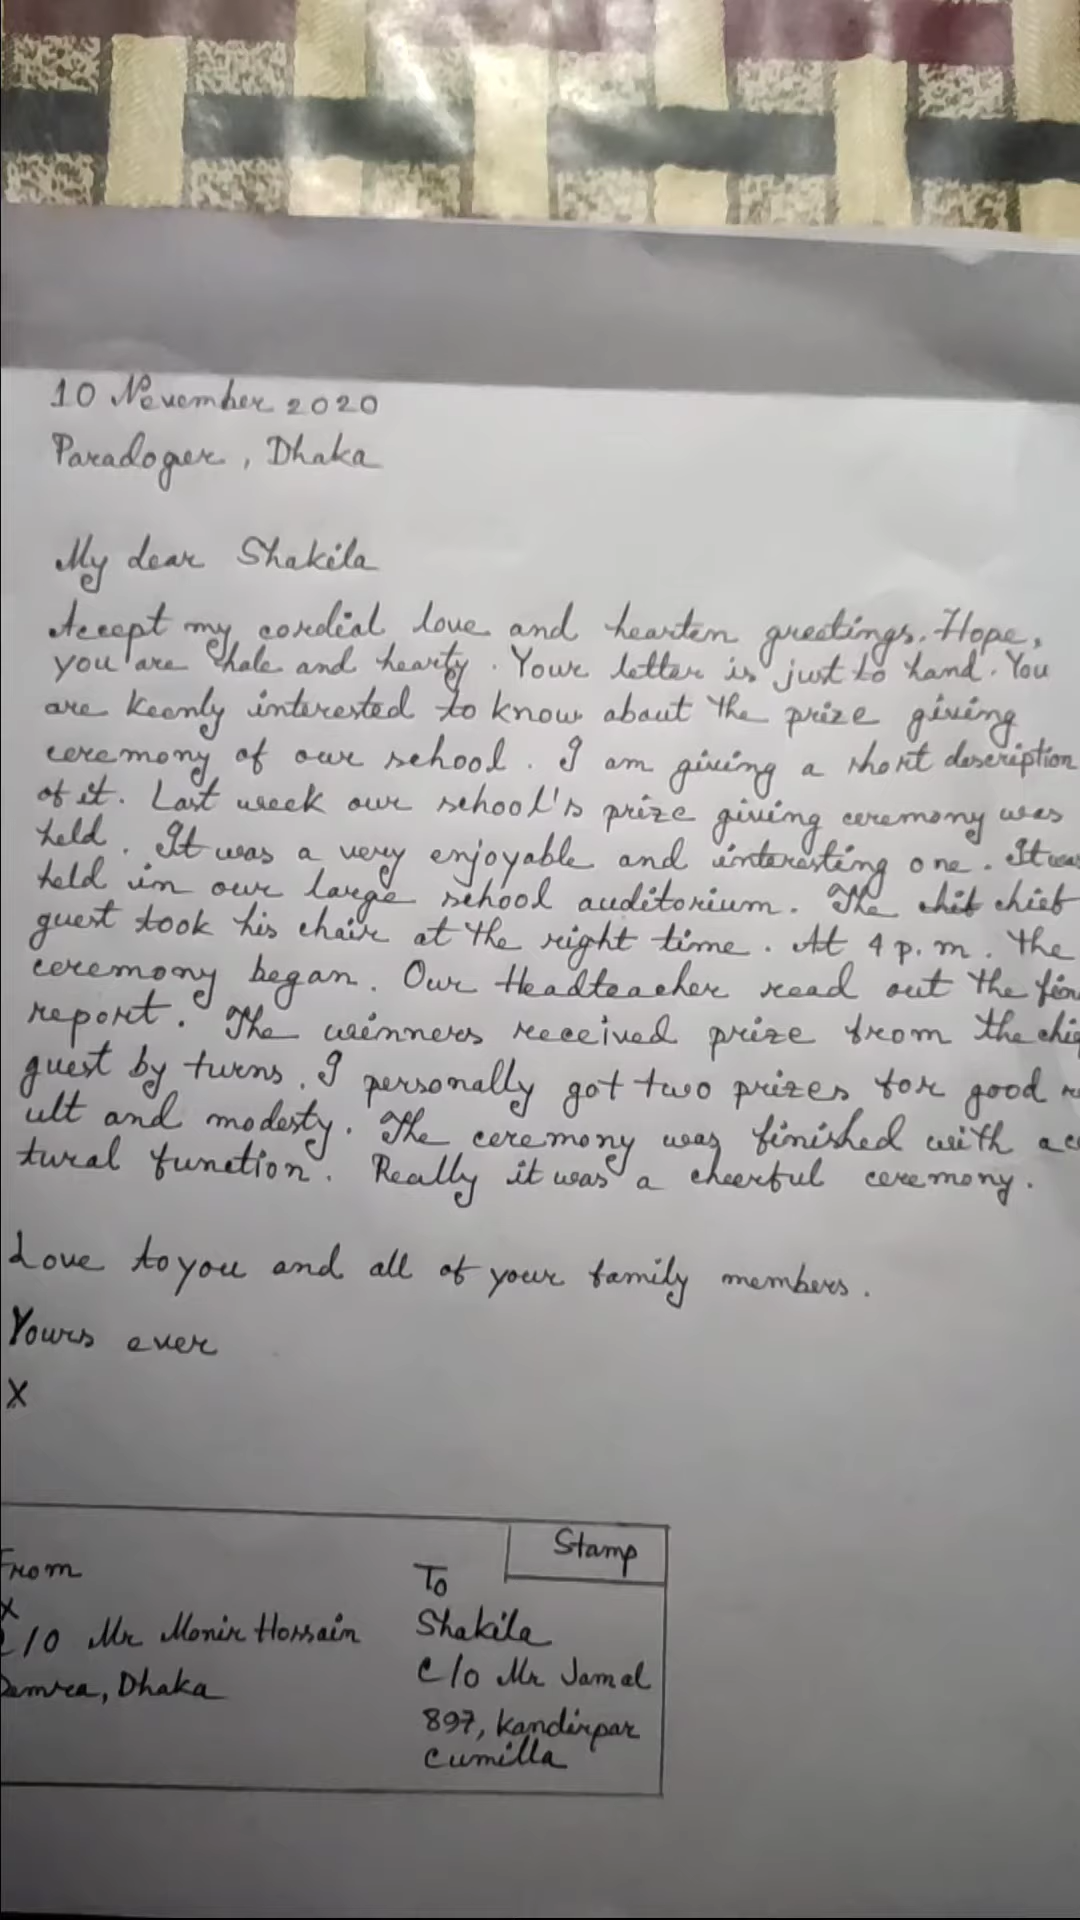 10 November 2020
Paradoger, Dhaka
My dear Shakila
Accept my cordial love and hearten greetings. Hope,
you are hale and hearty. Your letter is just to hand. You
are keenly interested to know about the prize giving
ceremony of our school. I am giving a short description
of it. Last week our school's prize giving ceremony was
held. It was a very enjoyable and interesting one. It was
held in our large school auditorium. The chief
guest took his chair at the right time. At 4 p.m. the
ceremony began. Our Headteacher read out the
report. The winners received prize from the
guest by turns. I personally got two prizes for good
ult and modesty. The ceremony was finished with a
tural function. Really it was a cheerful ceremony.
Love to you and all of your family members.
Yours ever
X
Stamp
From
X
C/O Mr Monir Hossain
Demra, Dhaka
To
Shakila
C/o Mr Jamal
897, Kandirpar
Cumilla